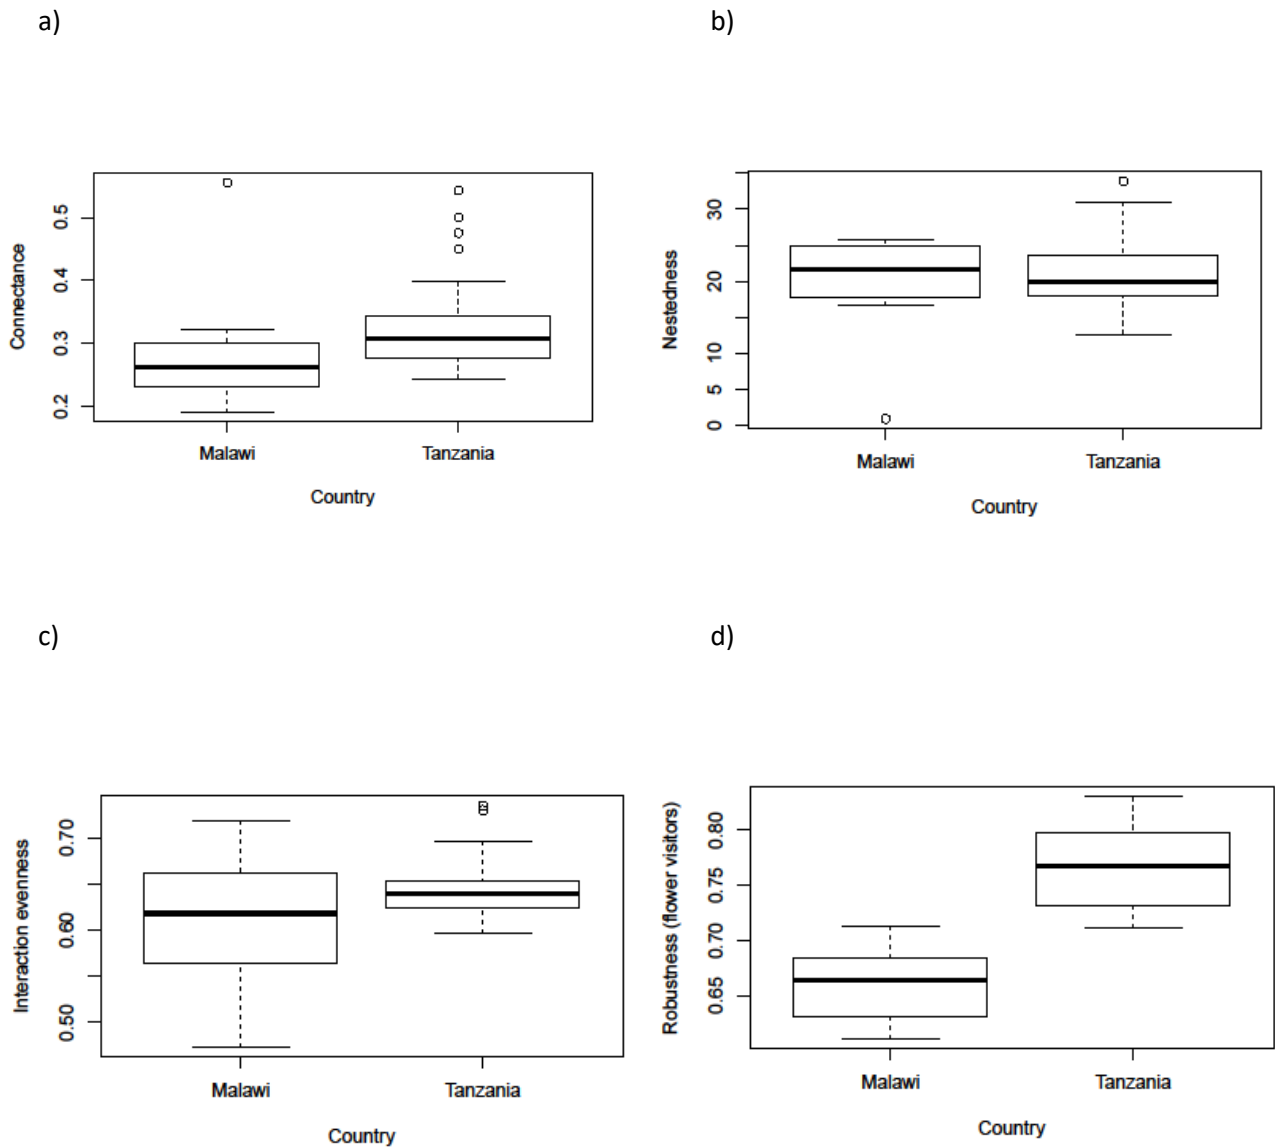 a)
Connectance
0.5
0.4
0.3
0.2
Malawi Tanzania
Country
b)
Nestedness
30
20
10
5
0
Malawi Tanzania
Country
c)
Interaction evenness
0.70
0.60
0.50
Malawi Tanzania
Country
d)
Robustness (flower visitors)
0.80
0.75
0.70
0.65
Malawi Tanzania
Country